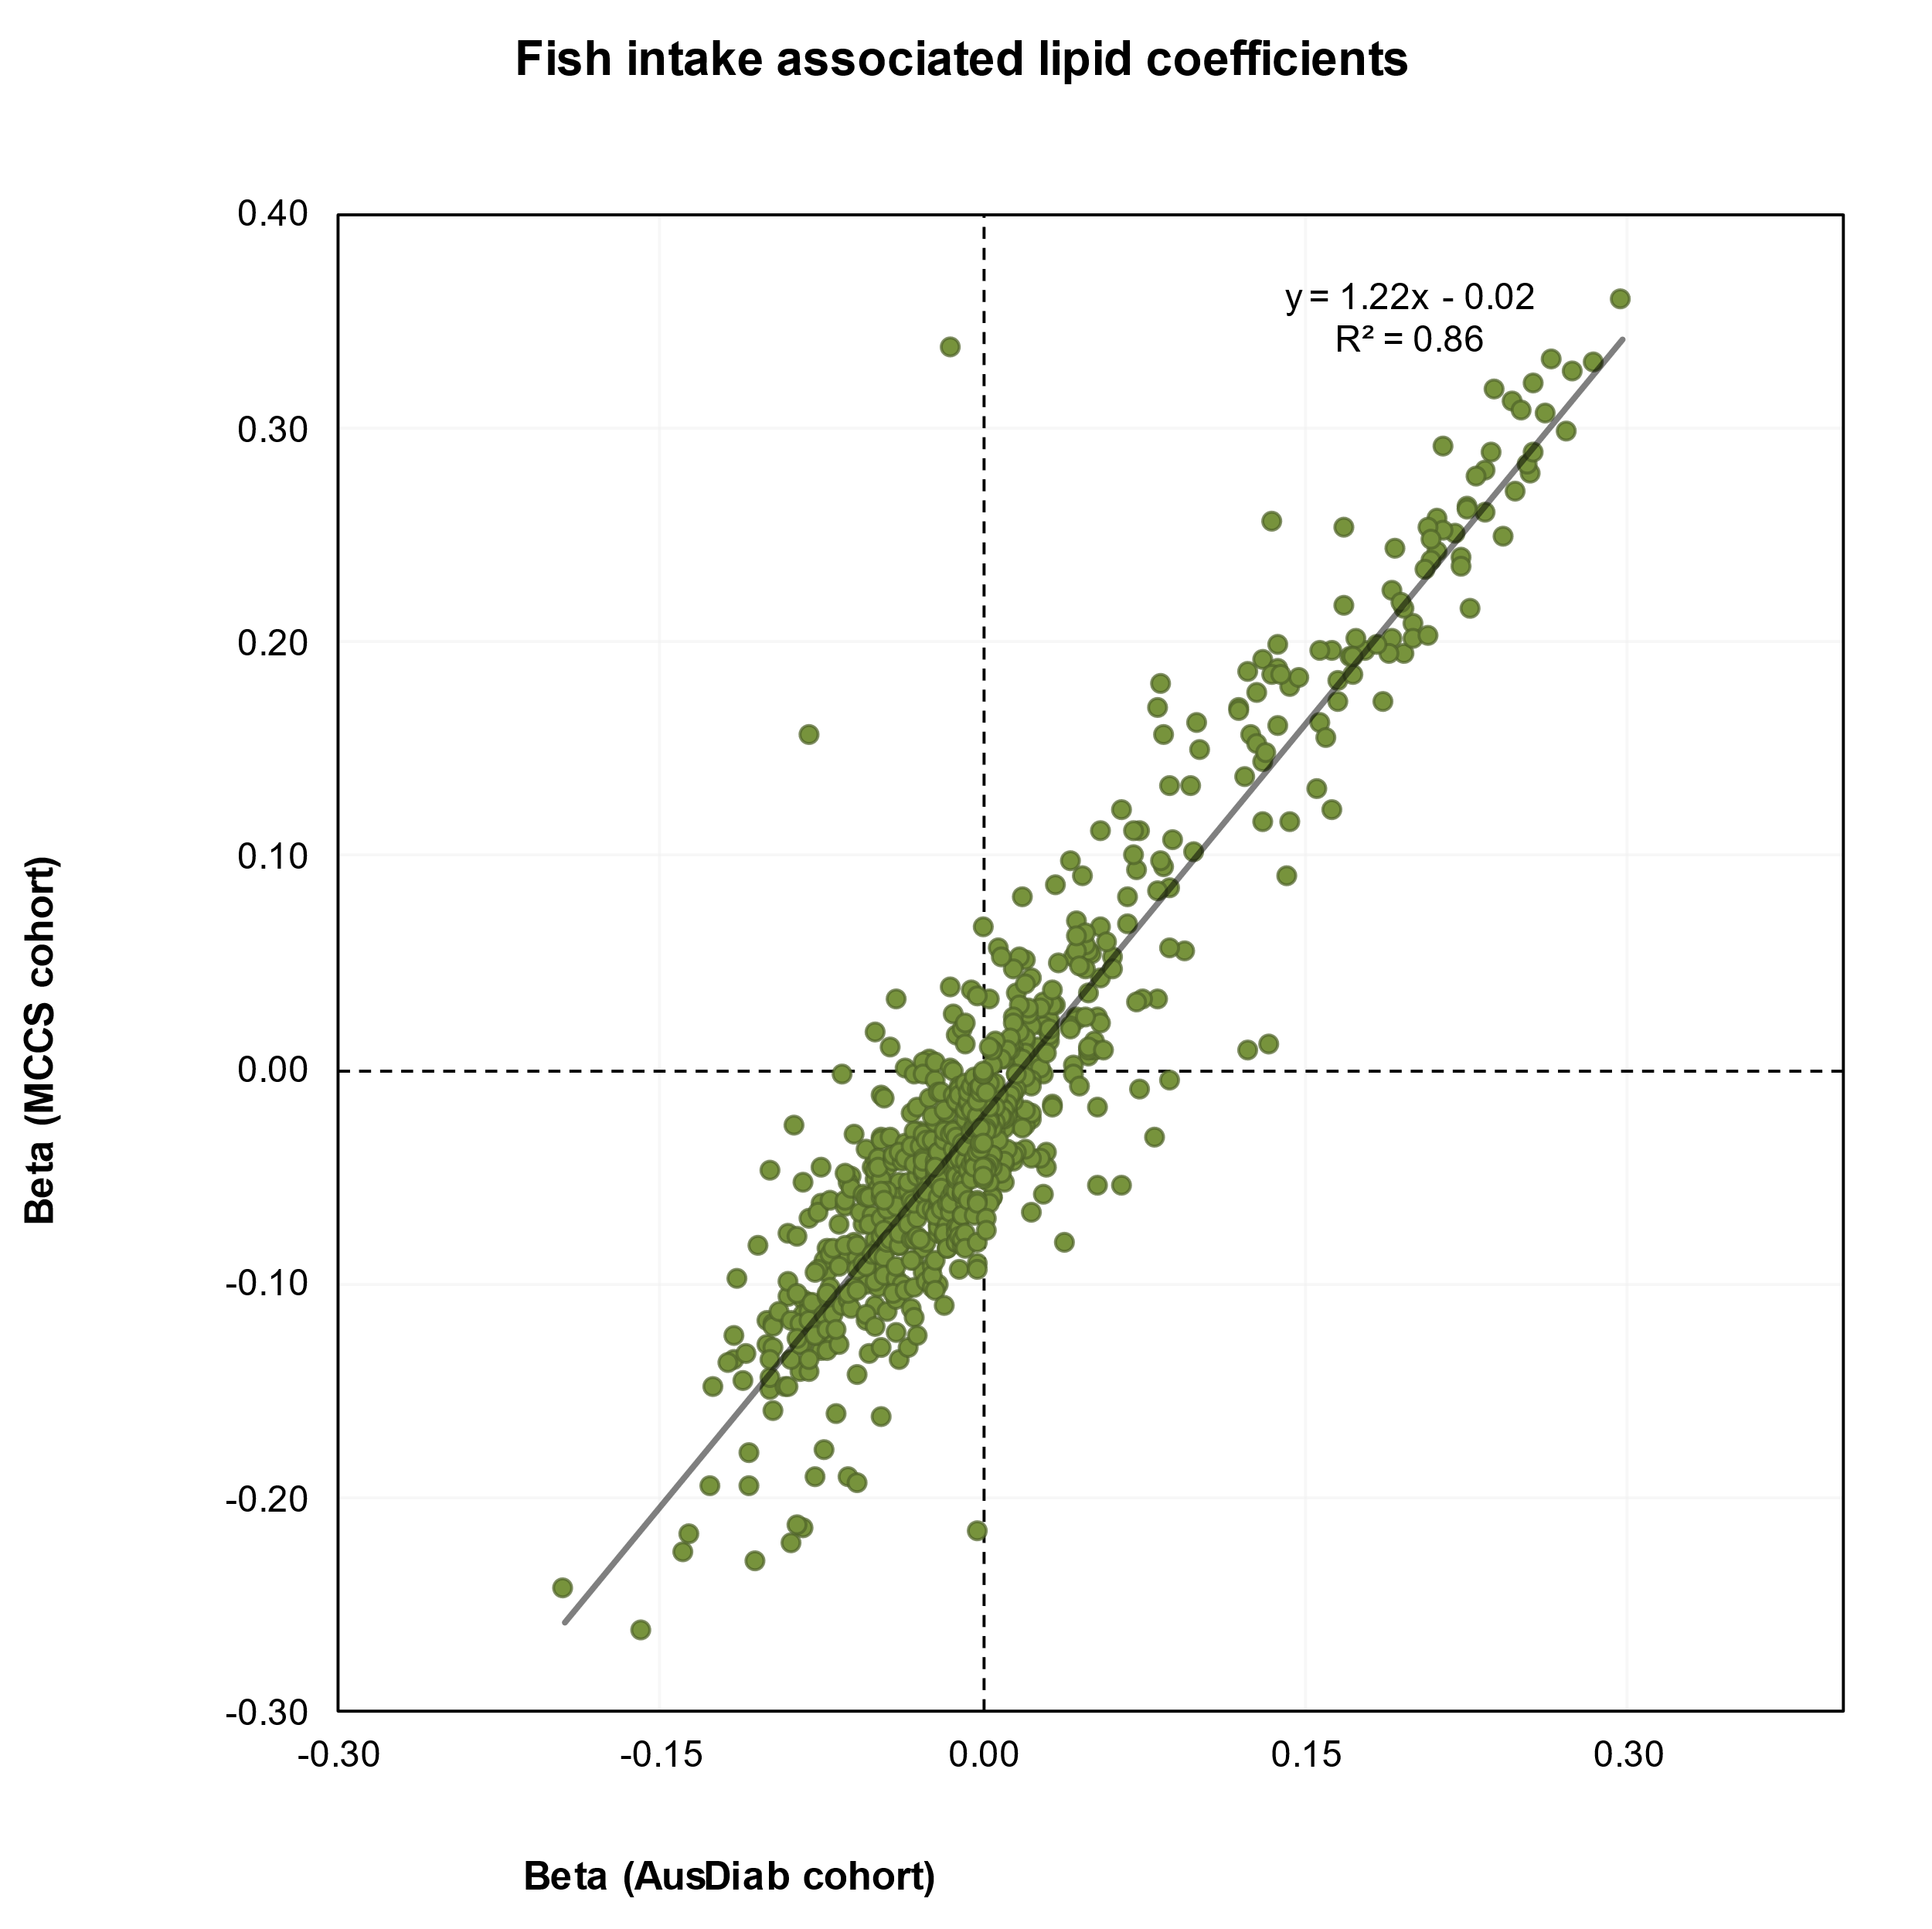 Fish intake associated lipid coefficients
y = 1.22x - 0.02
R² = 0.86
0.40
0.30
0.20
0.10
0.00
-0.10
-0.20
-0.30
Beta (MCCS cohort)
-0.30 -0.15 0.00 0.15 0.30
Beta (AusDiab cohort)